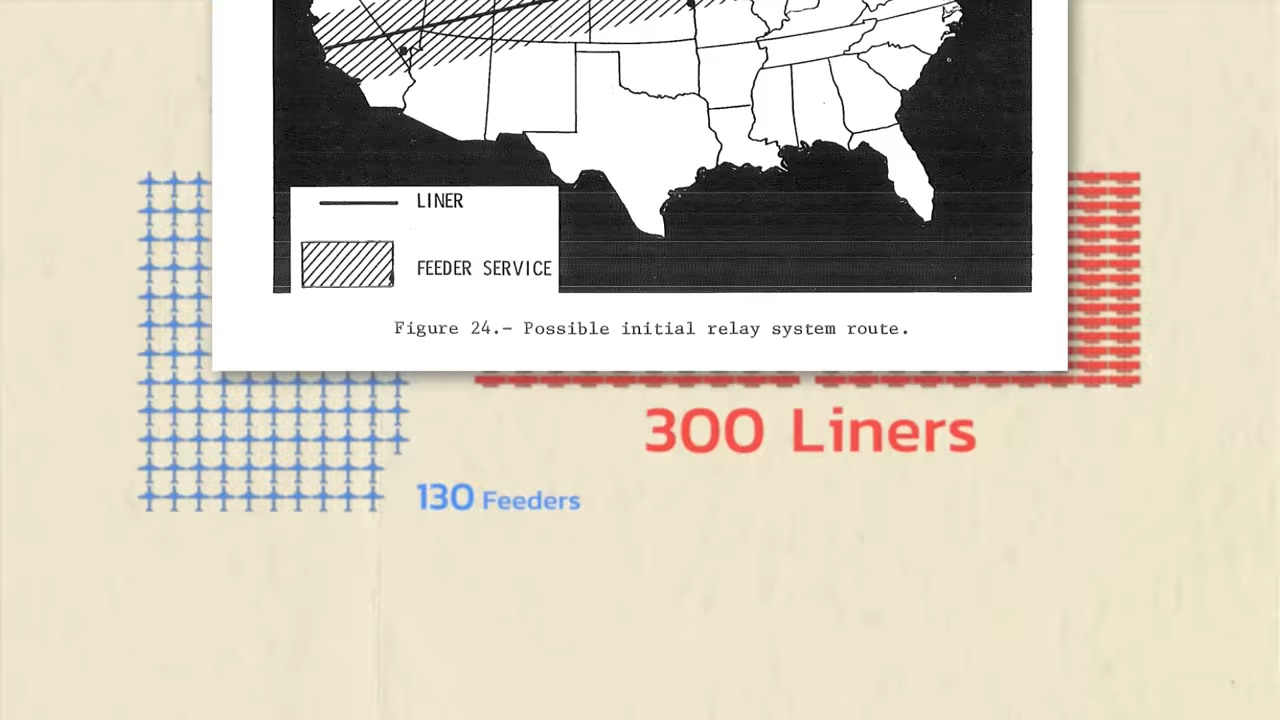 LINER
FEEDER SERVICE
Figure 24.- Possible initial relay system route.
300 Liners
130 Feeders